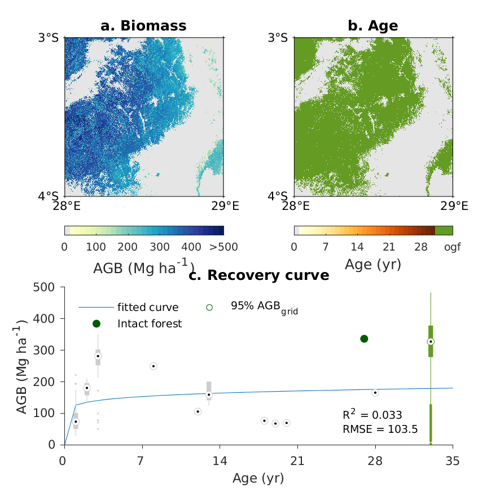 a. Biomass
b. Age
3°S
29°E
3°S
4°S
28°E
29°E
4°S
28°E
29°E
0 100 200 300 400 >500
AGB (Mg ha⁻¹)
0 7 14 21 28 ogf
Age (yr)
c. Recovery curve
500
400
300
200
100
0
AGB (Mg ha⁻¹)
fitted curve
95% AGB_grid
Intact forest
R² = 0.033
RMSE = 103.5
0 7 14 21 28 35
Age (yr)